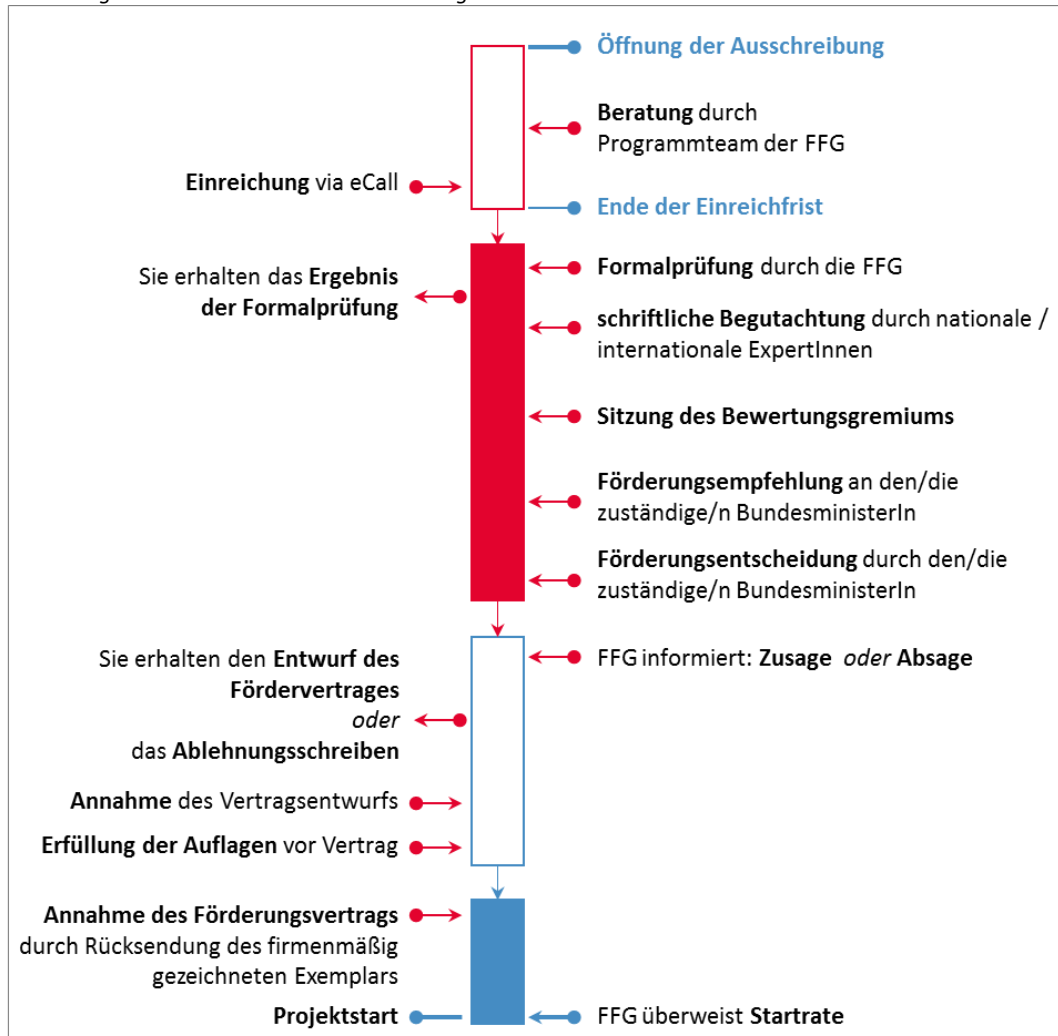 Öffnung der Ausschreibung
Beratung durch
Programmteam der FFG
Einreichung via eCall
Ende der Einreichfrist
Formalprüfung durch die FFG
Sie erhalten das Ergebnis
der Formalprüfung
schriftliche Begutachtung durch nationale /
internationale ExpertInnen
Sitzung des Bewertungsgremiums
Förderungsempfehlung an den/die
zuständige/n BundesministerIn
Förderungsentscheidung durch den/die
zuständige/n BundesministerIn
FFG informiert: Zusage oder Absage
Sie erhalten den Entwurf des
Fördervertrages
oder
das Ablehnungsschreiben
Annahme des Vertragsentwurfs
Erfüllung der Auflagen vor Vertrag
Annahme des Förderungsvertrags
durch Rücksendung des firmenmäßig
gezeichneten Exemplars
Projektstart
FFG überweist Startrate